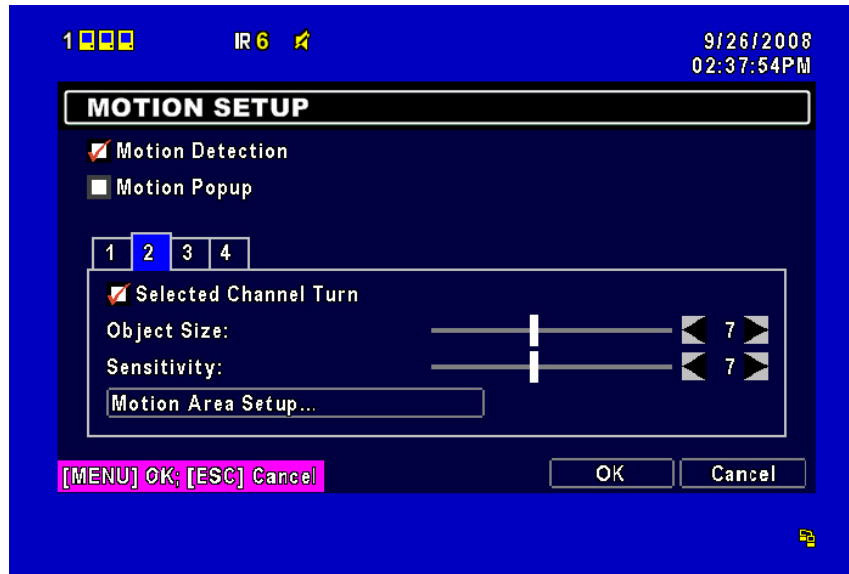 1 IR 6 9/26/2008
02:37:54PM
MOTION SETUP
Motion Detection
Motion Popup
1 2 3 4
Selected Channel Turn
Object Size: 7
Sensitivity: 7
Motion Area Setup...
[MENU] OK; [ESC] Cancel OK Cancel